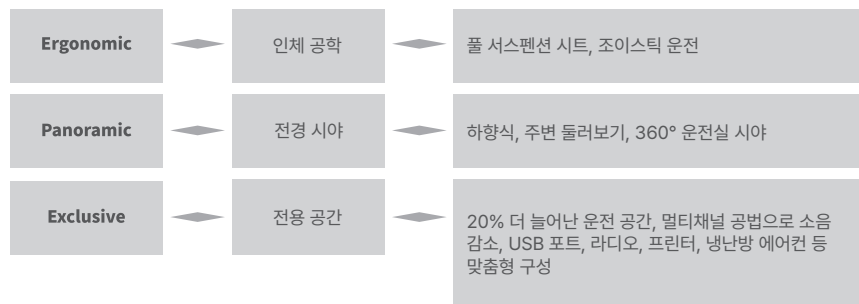 Ergonomic
인체 공학
풀 서스펜션 시트, 조이스틱 운전
Panoramic
전경 시야
하향식, 주변 둘러보기, 360° 운전실 시야
Exclusive
전용 공간
20% 더 늘어난 운전 공간, 멀티채널 공법으로 소음
감소, USB 포트, 라디오, 프린터, 냉난방 에어컨 등
맞춤형 구성